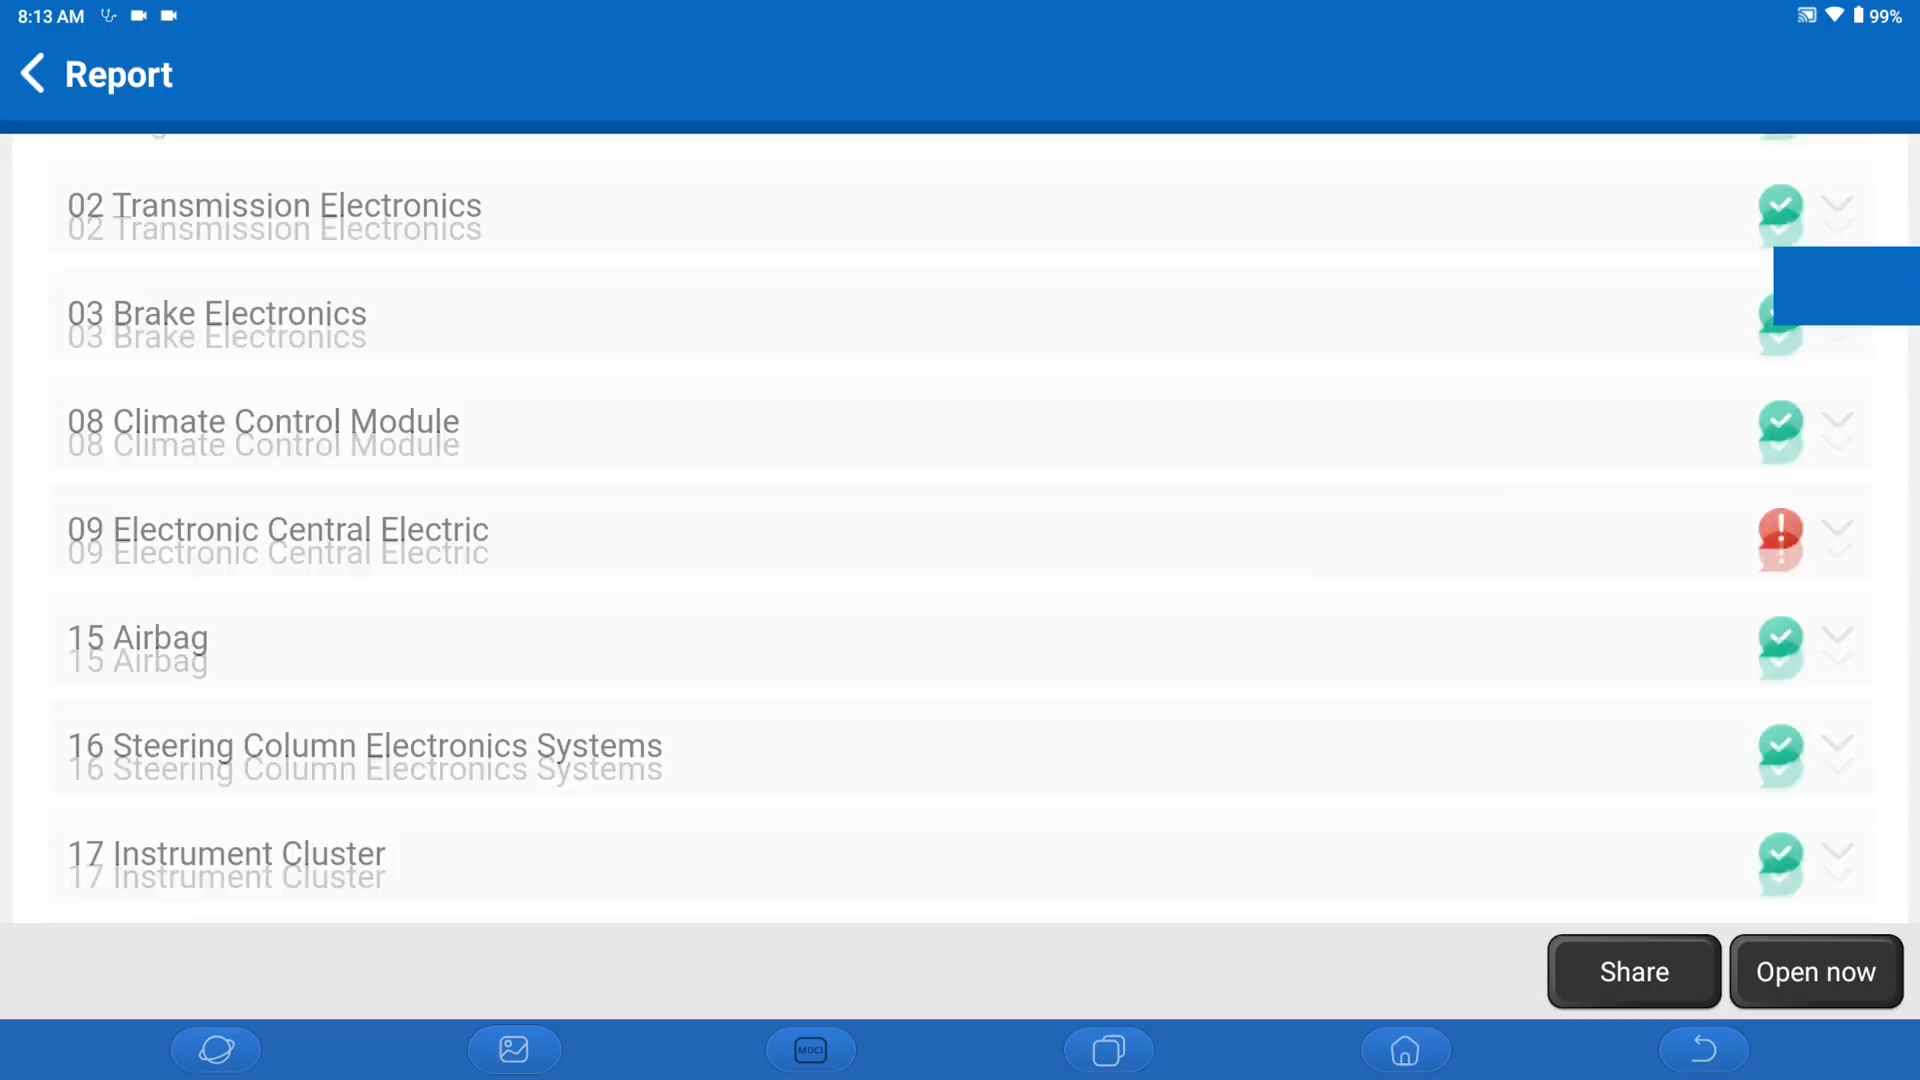 8:13 AM
99%
Report
02 Transmission Electronics
02 Transmission Electronics
03 Brake Electronics
03 Brake Electronics
08 Climate Control Module
08 Climate Control Module
09 Electronic Central Electric
09 Electronic Central Electric
15 Airbag
15 Airbag
16 Steering Column Electronics Systems
16 Steering Column Electronics Systems
17 Instrument Cluster
17 Instrument Cluster
Share
Open now
MDCI